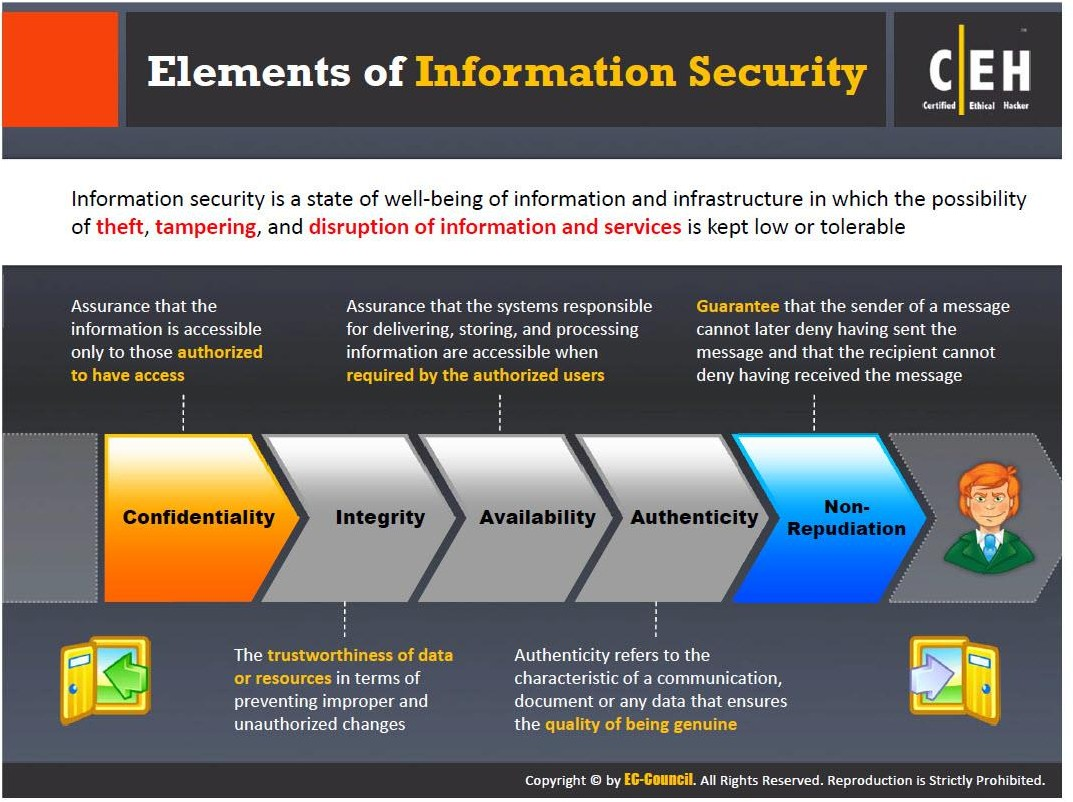 Elements of Information Security
C|EH
Certified Ethical Hacker
Information security is a state of well-being of information and infrastructure in which the possibility
of theft, tampering, and disruption of information and services is kept low or tolerable
Assurance that the
information is accessible
only to those authorized
to have access
Assurance that the systems responsible
for delivering, storing, and processing
information are accessible when
required by the authorized users
Guarantee that the sender of a message
cannot later deny having sent the
message and that the recipient cannot
deny having received the message
Confidentiality
Integrity
Availability
Authenticity
Non-
Repudiation
The trustworthiness of data
or resources in terms of
preventing improper and
unauthorized changes
Authenticity refers to the
characteristic of a communication,
document or any data that ensures
the quality of being genuine
Copyright © by EC-Council. All Rights Reserved. Reproduction is Strictly Prohibited.